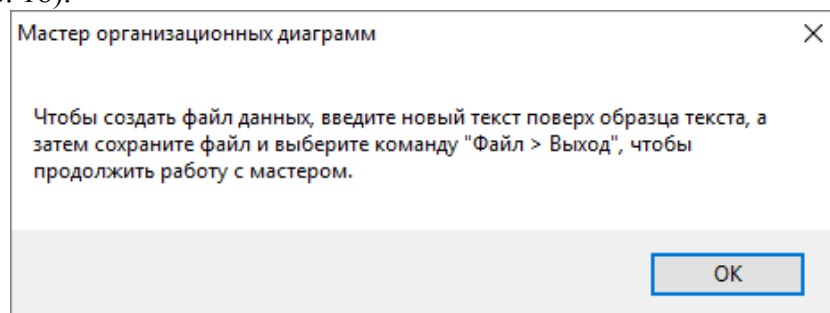 Мастер организационных диаграмм
Чтобы создать файл данных, введите новый текст поверх образца текста, а
затем сохраните файл и выберите команду "Файл > Выход", чтобы
продолжить работу с мастером.
OK